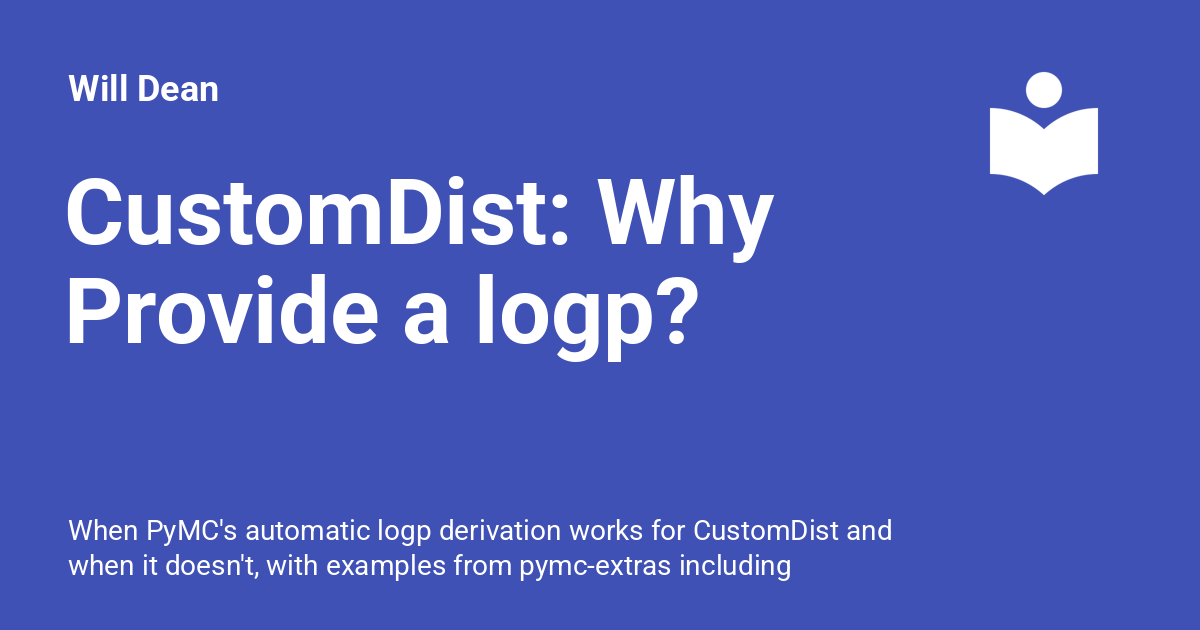 Will Dean
CustomDist: Why
Provide a logp?
When PyMC's automatic logp derivation works for CustomDist and
when it doesn't, with examples from pymc-extras including